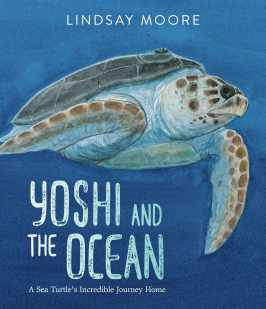 LINDSAY MOORE
YOSHI AND
THE OCEAN
A Sea Turtle's Incredible Journey Home